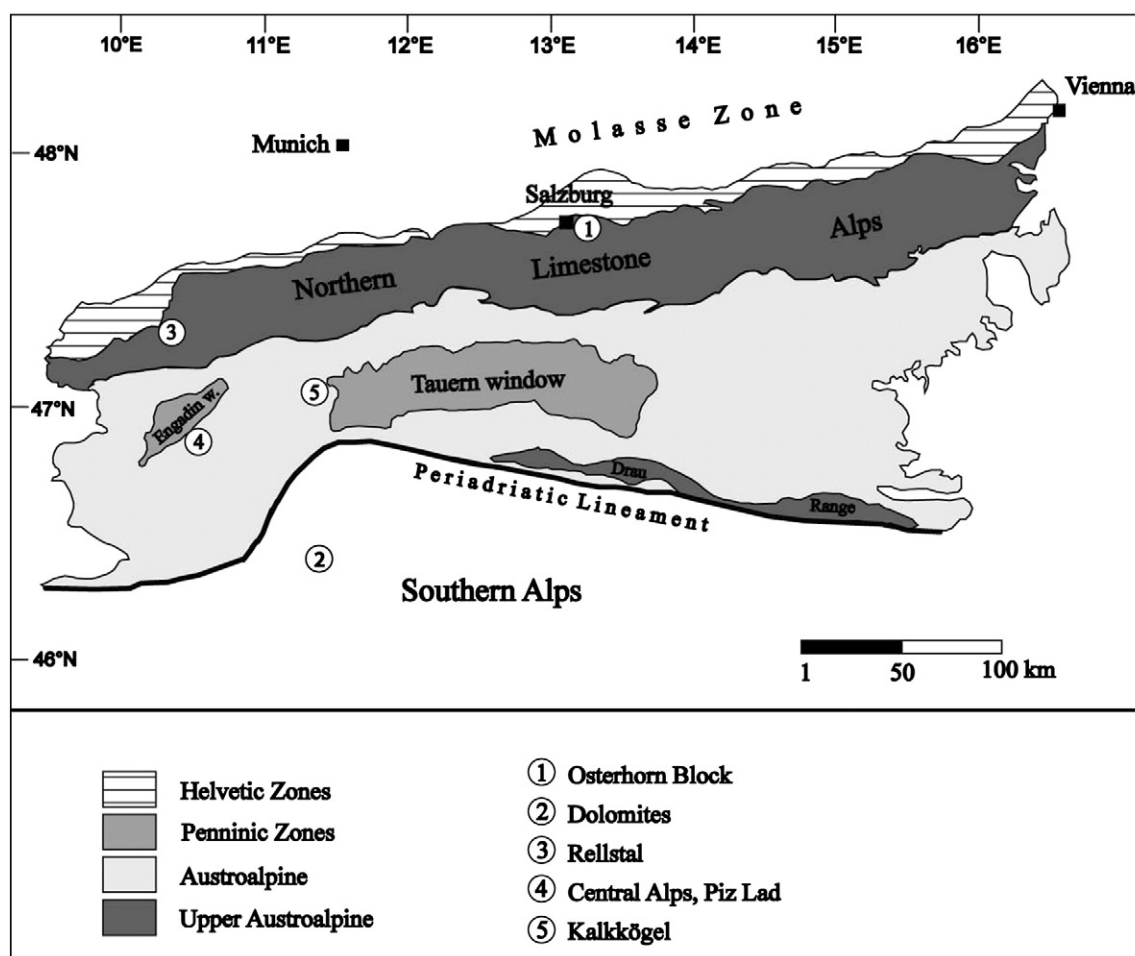 10°E 11°E 12°E 13°E 14°E 15°E 16°E
Vienna
Molasse Zone
48°N
Munich
Salzburg
1
Alps
Limestone
Northern
3
Tauern window
5
47°N
Engadin w.
4
Drau
Periadriatic Lineament
Range
2
Southern Alps
46°N
1 50 100 km
Helvetic Zones
Penninic Zones
Austroalpine
Upper Austroalpine
1 Osterhorn Block
2 Dolomites
3 Rellstal
4 Central Alps, Piz Lad
5 Kalkkögel